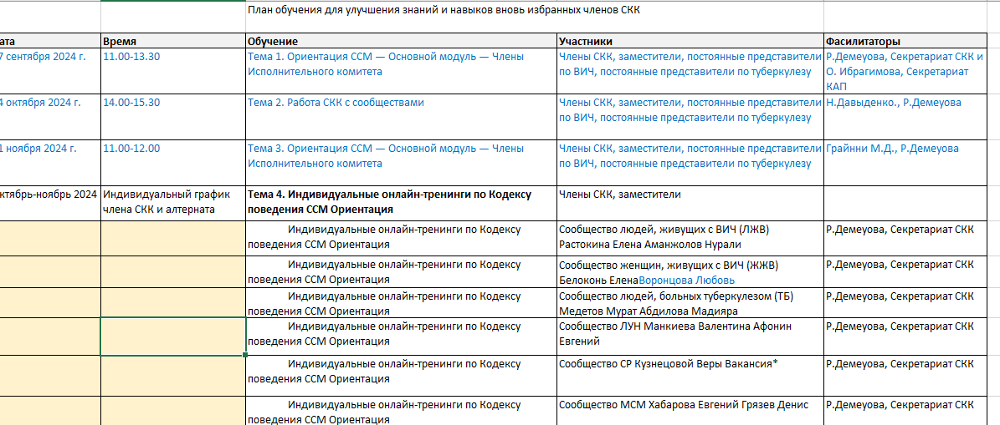 План обучения для улучшения знаний и навыков вновь избранных членов СКК
ата Время Обучение Участники Фасилитаторы
7 сентября 2024 г. 11.00-13.30 Тема 1. Ориентация ССМ — Основной модуль — Члены Члены СКК, заместители, постоянные представители Р.Демеуова, Секретариат СКК и
Исполнительного комитета по ВИЧ, постоянные представители по туберкулезу О. Ибрагимова, Секретариат
КАП
4 октября 2024 г. 14.00-15.30 Тема 2. Работа СКК с сообществами Члены СКК, заместители, постоянные представители Н.Давыденко., Р.Демеуова
по ВИЧ, постоянные представители по туберкулезу
1 ноября 2024 г. 11.00-12.00 Тема 3. Ориентация ССМ — Основной модуль — Члены Члены СКК, заместители, постоянные представители Грайнни М.Д., Р.Демеуова
Исполнительного комитета по ВИЧ, постоянные представители по туберкулезу
ктябрь-ноябрь 2024 Индивидуальный график Тема 4. Индивидуальные онлайн-тренинги по Кодексу Члены СКК, заместители
члена СКК и алтерната поведения ССМ Ориентация
Индивидуальные онлайн-тренинги по Кодексу Сообщество людей, живущих с ВИЧ (ЛЖВ) Р.Демеуова, Секретариат СКК
поведения ССМ Ориентация Растокина Елена Аманжолов Нурали
Индивидуальные онлайн-тренинги по Кодексу Сообщество женщин, живущих с ВИЧ (ЖЖВ) Р.Демеуова, Секретариат СКК
поведения ССМ Ориентация Белоконь ЕленаВоронцова Любовь
Индивидуальные онлайн-тренинги по Кодексу Сообщество людей, больных туберкулезом (ТБ) Р.Демеуова, Секретариат СКК
поведения ССМ Ориентация Медетов Мурат Абдилова Мадияра
Индивидуальные онлайн-тренинги по Кодексу Сообщество ЛУН Манкиева Валентина Афонин Р.Демеуова, Секретариат СКК
поведения ССМ Ориентация Евгений
Индивидуальные онлайн-тренинги по Кодексу Сообщество СР Кузнецовой Веры Вакансия* Р.Демеуова, Секретариат СКК
поведения ССМ Ориентация
Индивидуальные онлайн-тренинги по Кодексу Сообщество МСМ Хабарова Евгений Грязев Денис Р.Демеуова, Секретариат СКК
поведения ССМ Ориентация